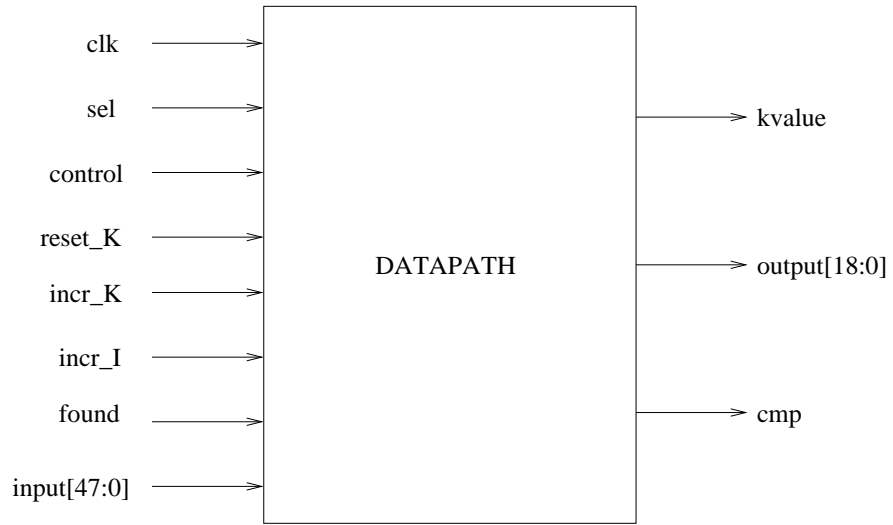 clk
sel
control
reset_K
incr_K
incr_I
found
input[47:0]
DATAPATH
kvalue
output[18:0]
cmp